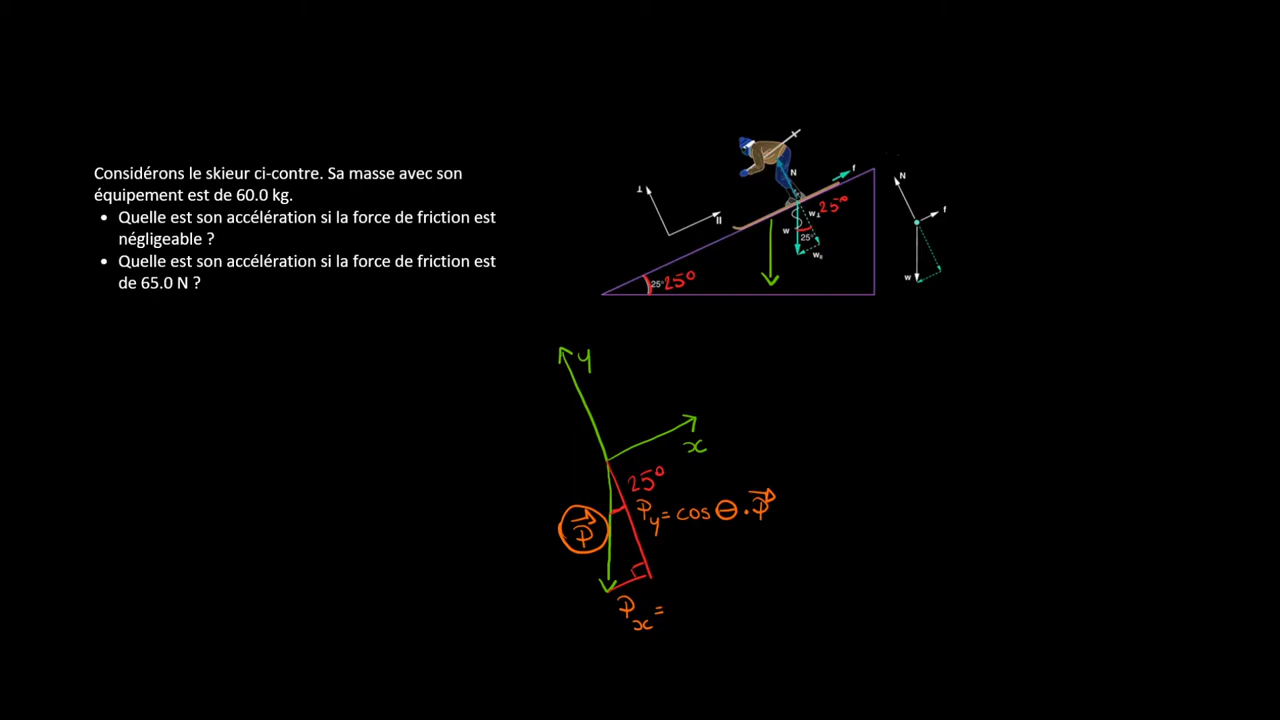 Considérons le skieur ci-contre. Sa masse avec son
équipement est de 60.0 kg.
• Quelle est son accélération si la force de friction est
négligeable ?
• Quelle est son accélération si la force de friction est
de 65.0 N ?
⊥
||
N
f
w⊥
25°
w
25°
w||
25°
25°
N
f
w
y
x
25°
P⃗
Py = cos Θ · P⃗
Px =